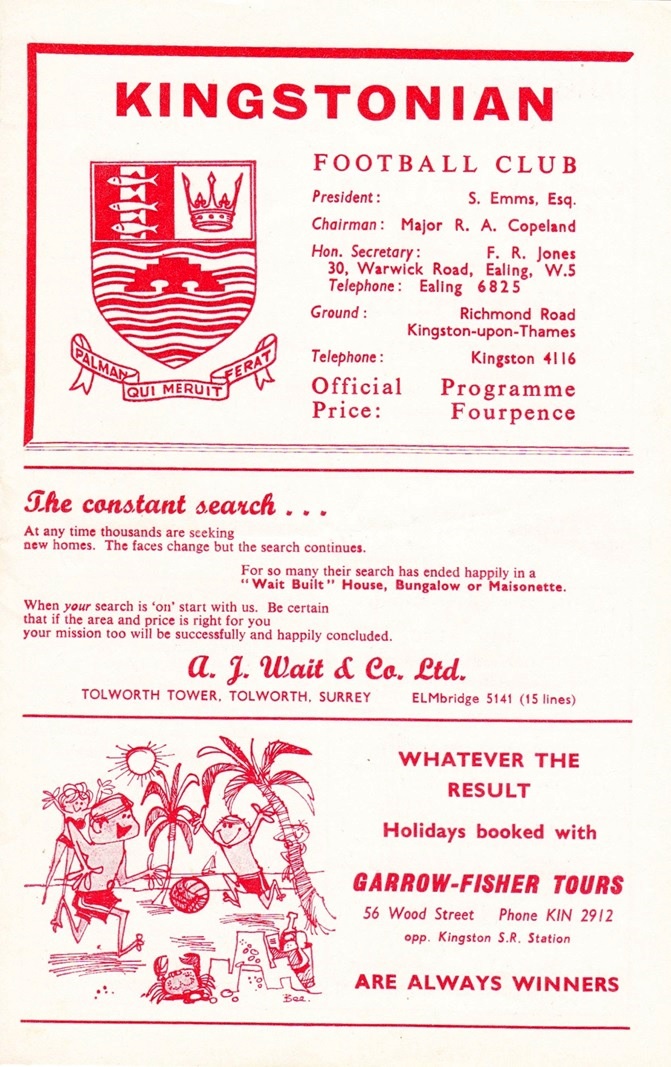 KINGSTONIAN
FOOTBALL CLUB
President: S. Emms, Esq.
Chairman: Major R. A. Copeland
Hon. Secretary: F. R. Jones
30, Warwick Road, Ealing, W.5
Telephone: Ealing 6825
Ground: Richmond Road
Kingston-upon-Thames
Telephone: Kingston 4116
Official Programme
Price: Fourpence
PALMAM QUI MERUIT FERAT
The constant search . . .
At any time thousands are seeking
new homes. The faces change but the search continues.
For so many their search has ended happily in a
"Wait Built" House, Bungalow or Maisonette.
When your search is 'on' start with us. Be certain
that if the area and price is right for you
your mission too will be successfully and happily concluded.
A. J. Wait & Co. Ltd.
TOLWORTH TOWER, TOLWORTH, SURREY ELMbridge 5141 (15 lines)
WHATEVER THE
RESULT
Holidays booked with
GARROW-FISHER TOURS
56 Wood Street Phone KIN 2912
opp. Kingston S.R. Station
ARE ALWAYS WINNERS
Bee.